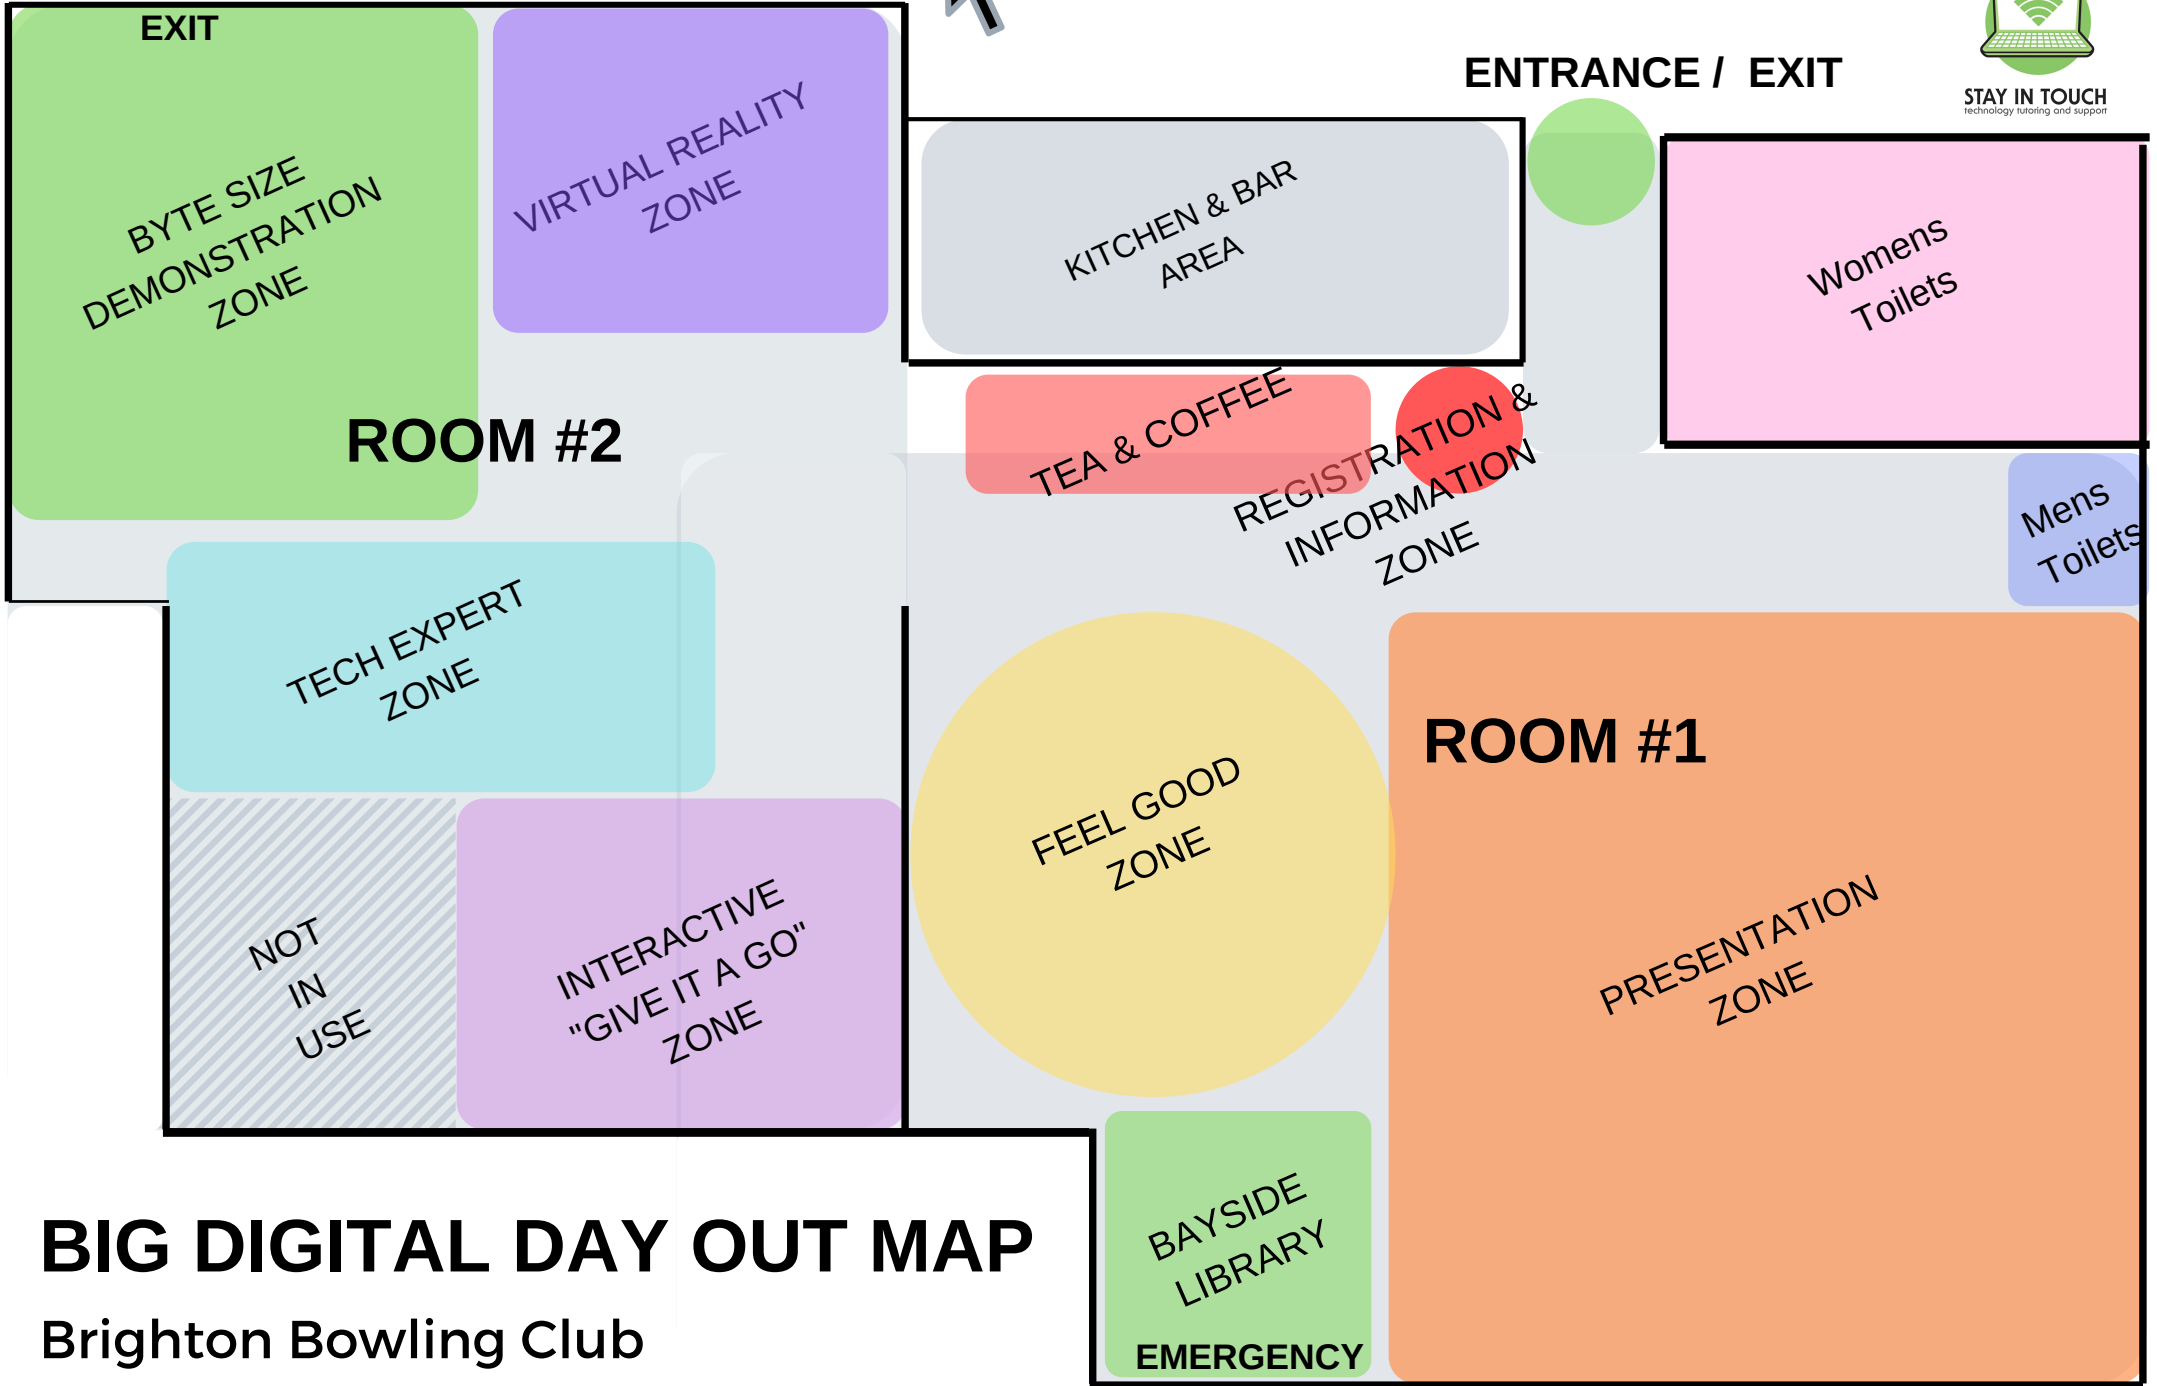 EXIT
ENTRANCE / EXIT
STAY IN TOUCH
technology tutoring and support
BYTE SIZE
DEMONSTRATION
ZONE
VIRTUAL REALITY
ZONE
KITCHEN & BAR
AREA
Womens
Toilets
ROOM #2
TEA & COFFEE
REGISTRATION &
INFORMATION
ZONE
Mens
Toilets
TECH EXPERT
ZONE
FEEL GOOD
ZONE
ROOM #1
PRESENTATION
ZONE
NOT
IN
USE
INTERACTIVE
"GIVE IT A GO"
ZONE
BAYSIDE
LIBRARY
EMERGENCY
BIG DIGITAL DAY OUT MAP
Brighton Bowling Club